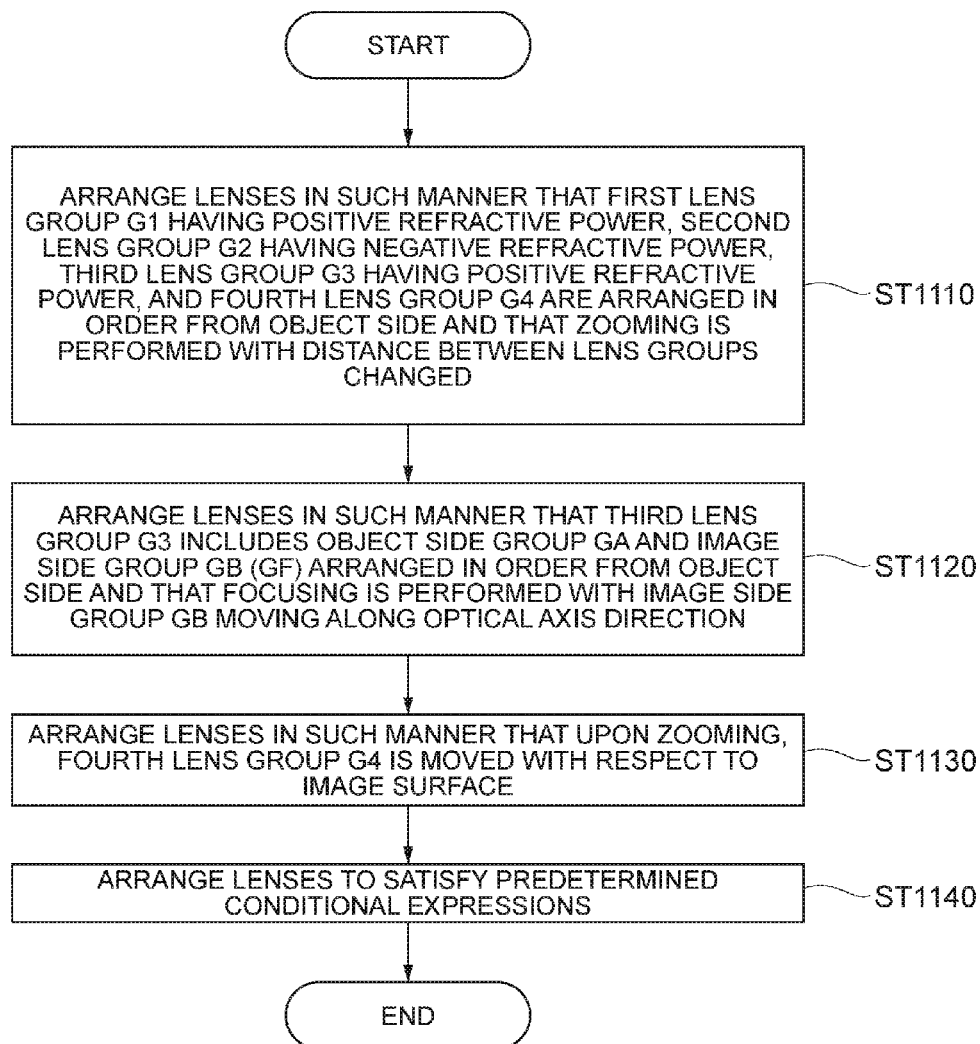 START
ARRANGE LENSES IN SUCH MANNER THAT FIRST LENS
GROUP G1 HAVING POSITIVE REFRACTIVE POWER, SECOND
LENS GROUP G2 HAVING NEGATIVE REFRACTIVE POWER,
THIRD LENS GROUP G3 HAVING POSITIVE REFRACTIVE
POWER, AND FOURTH LENS GROUP G4 ARE ARRANGED IN
ORDER FROM OBJECT SIDE AND THAT ZOOMING IS
PERFORMED WITH DISTANCE BETWEEN LENS GROUPS
CHANGED
ST1110
ARRANGE LENSES IN SUCH MANNER THAT THIRD LENS
GROUP G3 INCLUDES OBJECT SIDE GROUP GA AND IMAGE
SIDE GROUP GB (GF) ARRANGED IN ORDER FROM OBJECT
SIDE AND THAT FOCUSING IS PERFORMED WITH IMAGE SIDE
GROUP GB MOVING ALONG OPTICAL AXIS DIRECTION
ST1120
ARRANGE LENSES IN SUCH MANNER THAT UPON ZOOMING,
FOURTH LENS GROUP G4 IS MOVED WITH RESPECT TO
IMAGE SURFACE
ST1130
ARRANGE LENSES TO SATISFY PREDETERMINED
CONDITIONAL EXPRESSIONS
ST1140
END